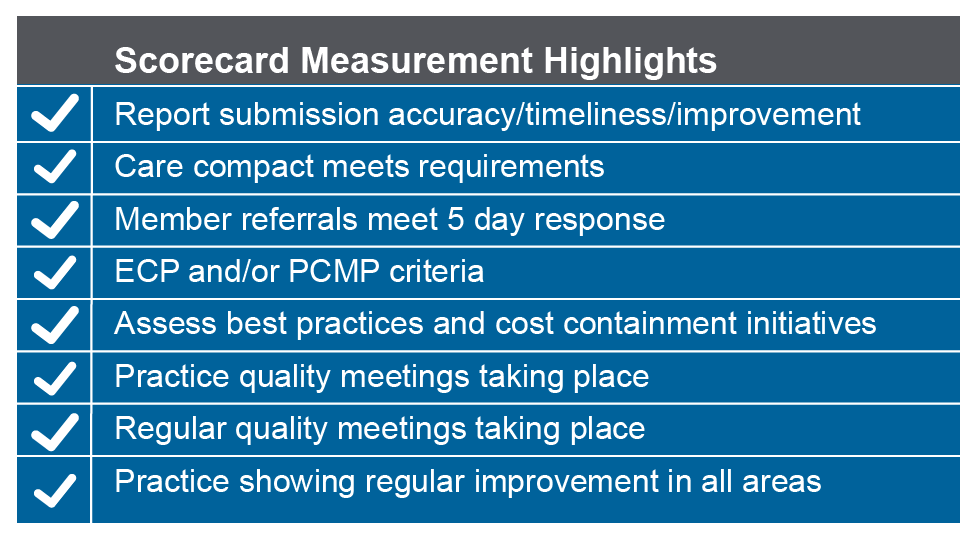 Scorecard Measurement Highlights
Report submission accuracy/timeliness/improvement
Care compact meets requirements
Member referrals meet 5 day response
ECP and/or PCMP criteria
Assess best practices and cost containment initiatives
Practice quality meetings taking place
Regular quality meetings taking place
Practice showing regular improvement in all areas